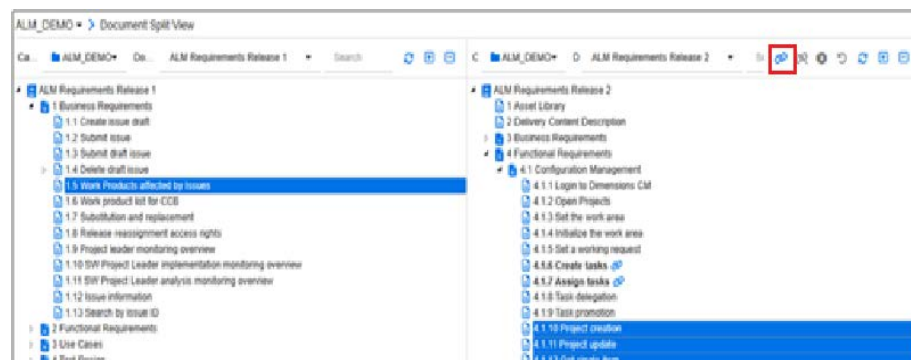 ALM_DEMO > Document Split View
Ca... ALM_DEMO Do... ALM Requirements Release 1 Search
ALM Requirements Release 1
1 Business Requirements
1.1 Create issue draft
1.2 Submit issue
1.3 Submit draft issue
1.4 Delete draft issue
1.5 Work Products affected by Issues
1.6 Work product list for CCB
1.7 Substitution and replacement
1.8 Release reassignment access rights
1.9 Project leader monitoring overview
1.10 SW Project Leader implementation monitoring overview
1.11 SW Project Leader analysis monitoring overview
1.12 Issue information
1.13 Search by issue ID
2 Functional Requirements
3 Use Cases
4 Test Design
C ALM_DEMO D ALM Requirements Release 2
ALM Requirements Release 2
1 Asset Library
2 Delivery Content Description
3 Business Requirements
4 Functional Requirements
4.1 Configuration Management
4.1.1 Login to Dimensions CM
4.1.2 Open Projects
4.1.3 Set the work area
4.1.4 Initialize the work area
4.1.5 Set a working request
4.1.6 Create tasks
4.1.7 Assign tasks
4.1.8 Task delegation
4.1.9 Task promotion
4.1.10 Project creation
4.1.11 Project update